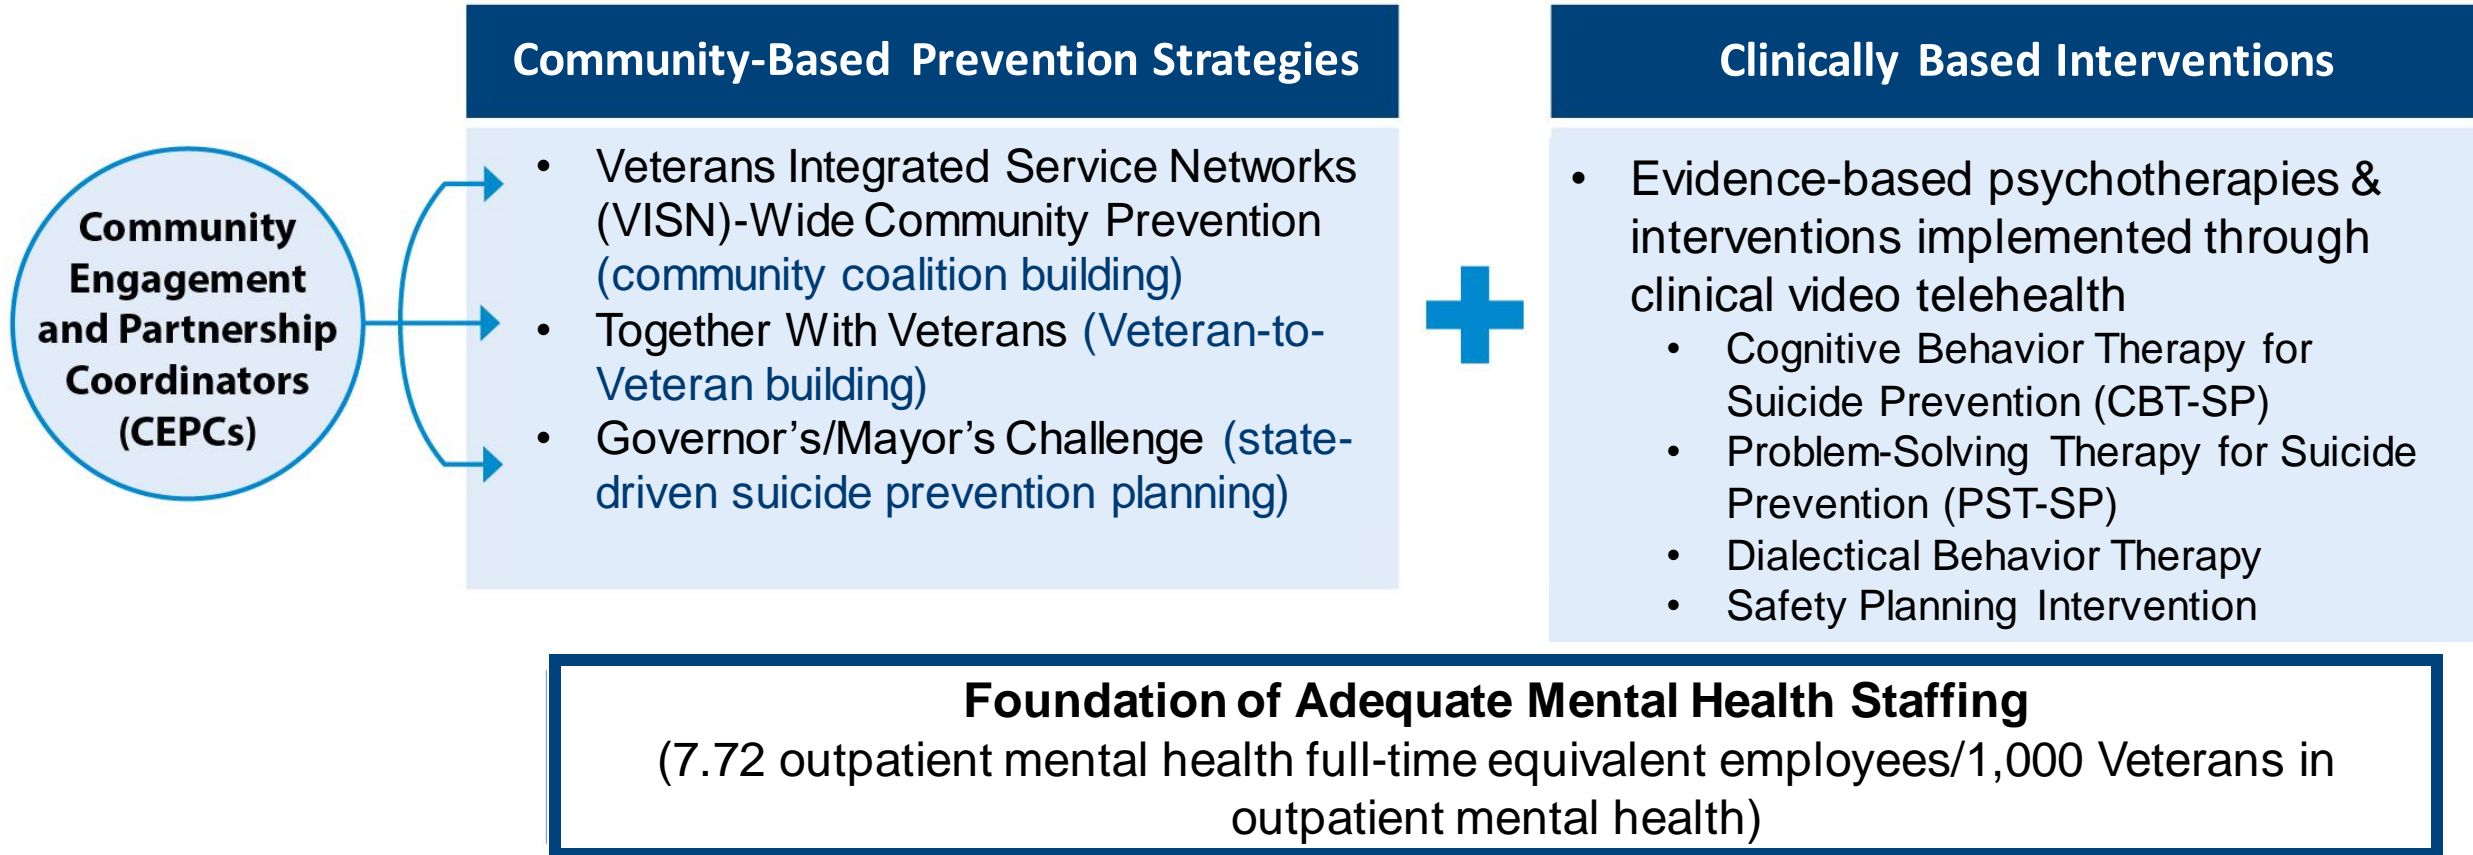 Community
Engagement
and Partnership
Coordinators
(CEPCs)
Community-Based Prevention Strategies
• Veterans Integrated Service Networks
(VISN)-Wide Community Prevention
(community coalition building)
• Together With Veterans (Veteran-to-
Veteran building)
• Governor’s/Mayor’s Challenge (state-
driven suicide prevention planning)
Clinically Based Interventions
• Evidence-based psychotherapies &
interventions implemented through
clinical video telehealth
• Cognitive Behavior Therapy for
Suicide Prevention (CBT-SP)
• Problem-Solving Therapy for Suicide
Prevention (PST-SP)
• Dialectical Behavior Therapy
• Safety Planning Intervention
Foundation of Adequate Mental Health Staffing
(7.72 outpatient mental health full-time equivalent employees/1,000 Veterans in
outpatient mental health)